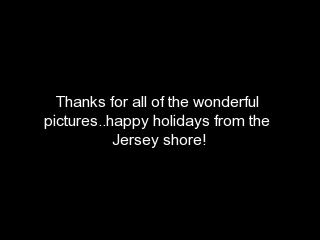 Thanks for all of the wonderful
pictures..happy holidays from the
Jersey shore!